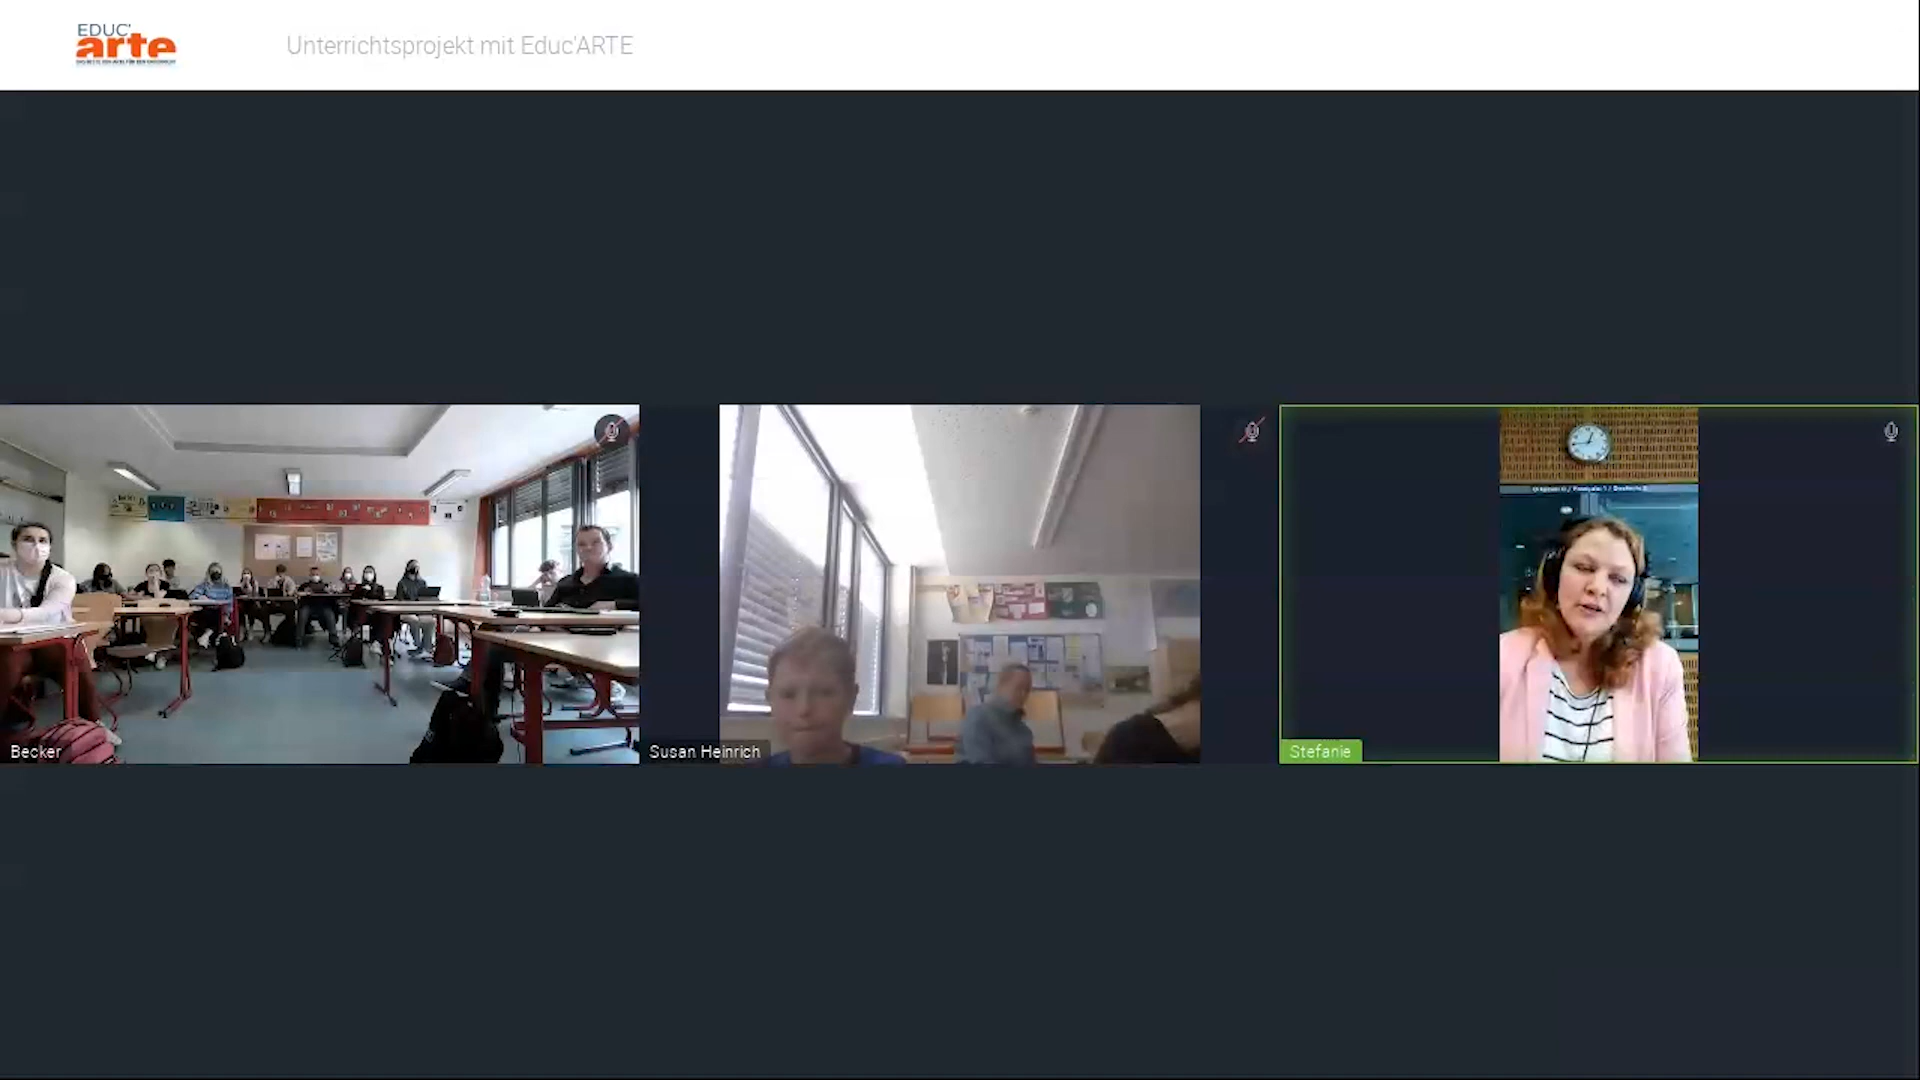 EDUC'
arte
Unterrichtsprojekt mit Educ'ARTE
Becker
Susan Heinrich
Stefanie